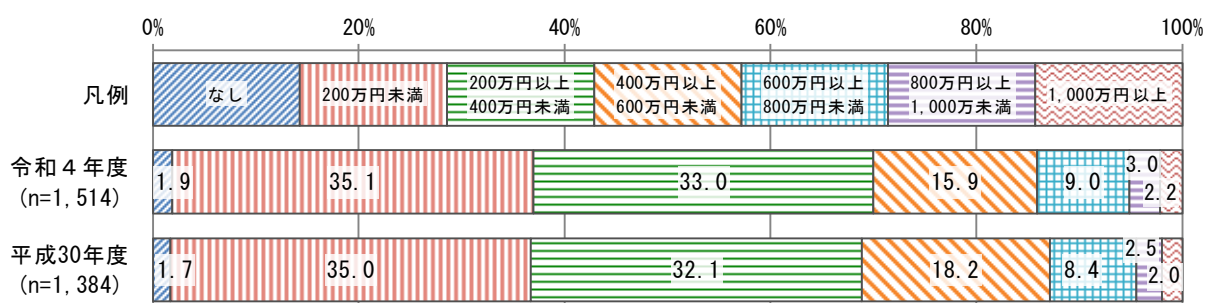 0% 20% 40% 60% 80% 100%
凡例 なし 200万円未満 200万円以上 400万円未満 400万円以上 600万円未満 600万円以上 800万円未満 800万円以上 1,000万未満 1,000万円以上
令和４年度
(n=1,514)
1.9 35.1 33.0 15.9 9.0 3.0 2.2
平成30年度
(n=1,384)
1.7 35.0 32.1 18.2 8.4 2.5 2.0